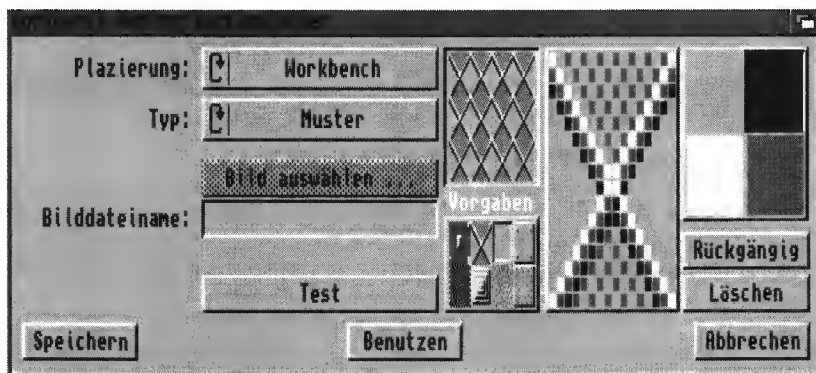 Plazierung:
Workbench
Typ:
Muster
Bild auswählen ...
Bilddateiname:
Vorgaben
Test
Rückgängig
Löschen
Speichern
Benutzen
Abbrechen